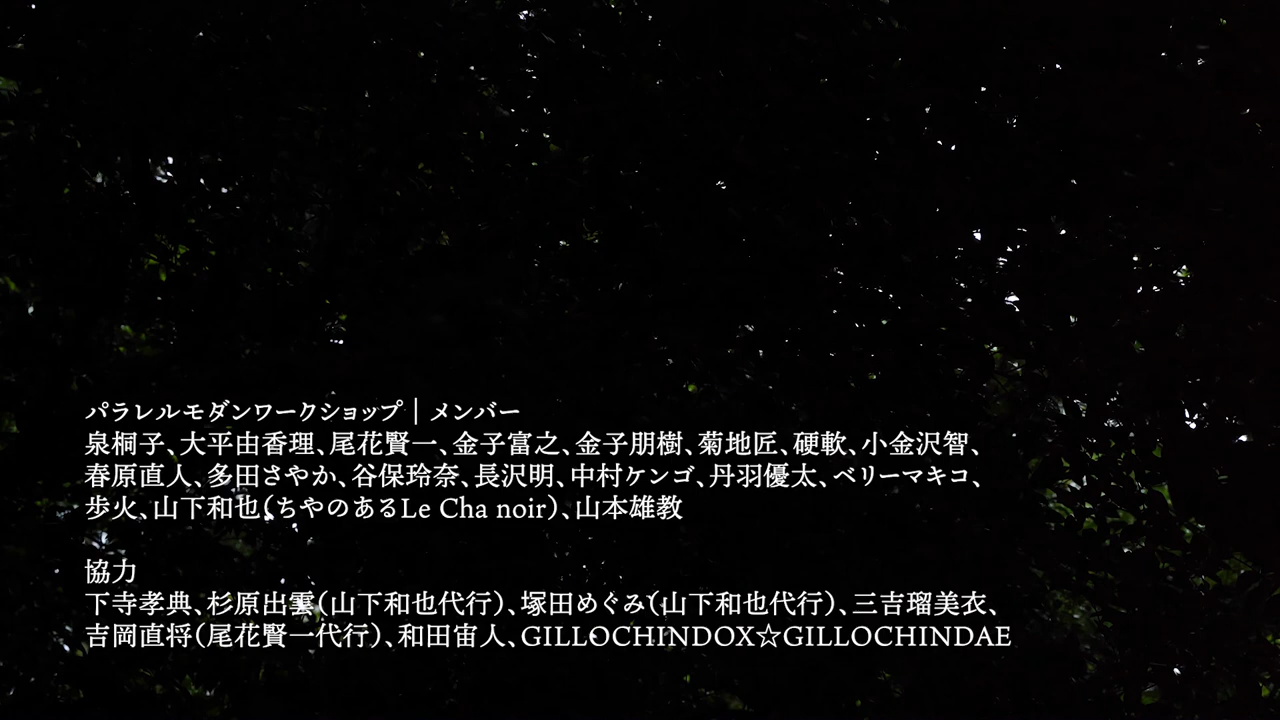 パラレルモダンワークショップ｜メンバー
泉桐子、大平由香理、尾花賢一、金子富之、金子朋樹、菊地匠、硬軟、小金沢智、
春原直人、多田さやか、谷保玲奈、長沢明、中村ケンゴ、丹羽優太、ベリーマキコ、
歩火、山下和也（ちやのあるLe Cha noir）、山本雄教
協力
下寺孝典、杉原出雲（山下和也代行）、塚田めぐみ（山下和也代行）、三吉瑠美衣、
吉岡直将（尾花賢一代行）、和田宙人、GILLOCHINDOX☆GILLOCHINDAE